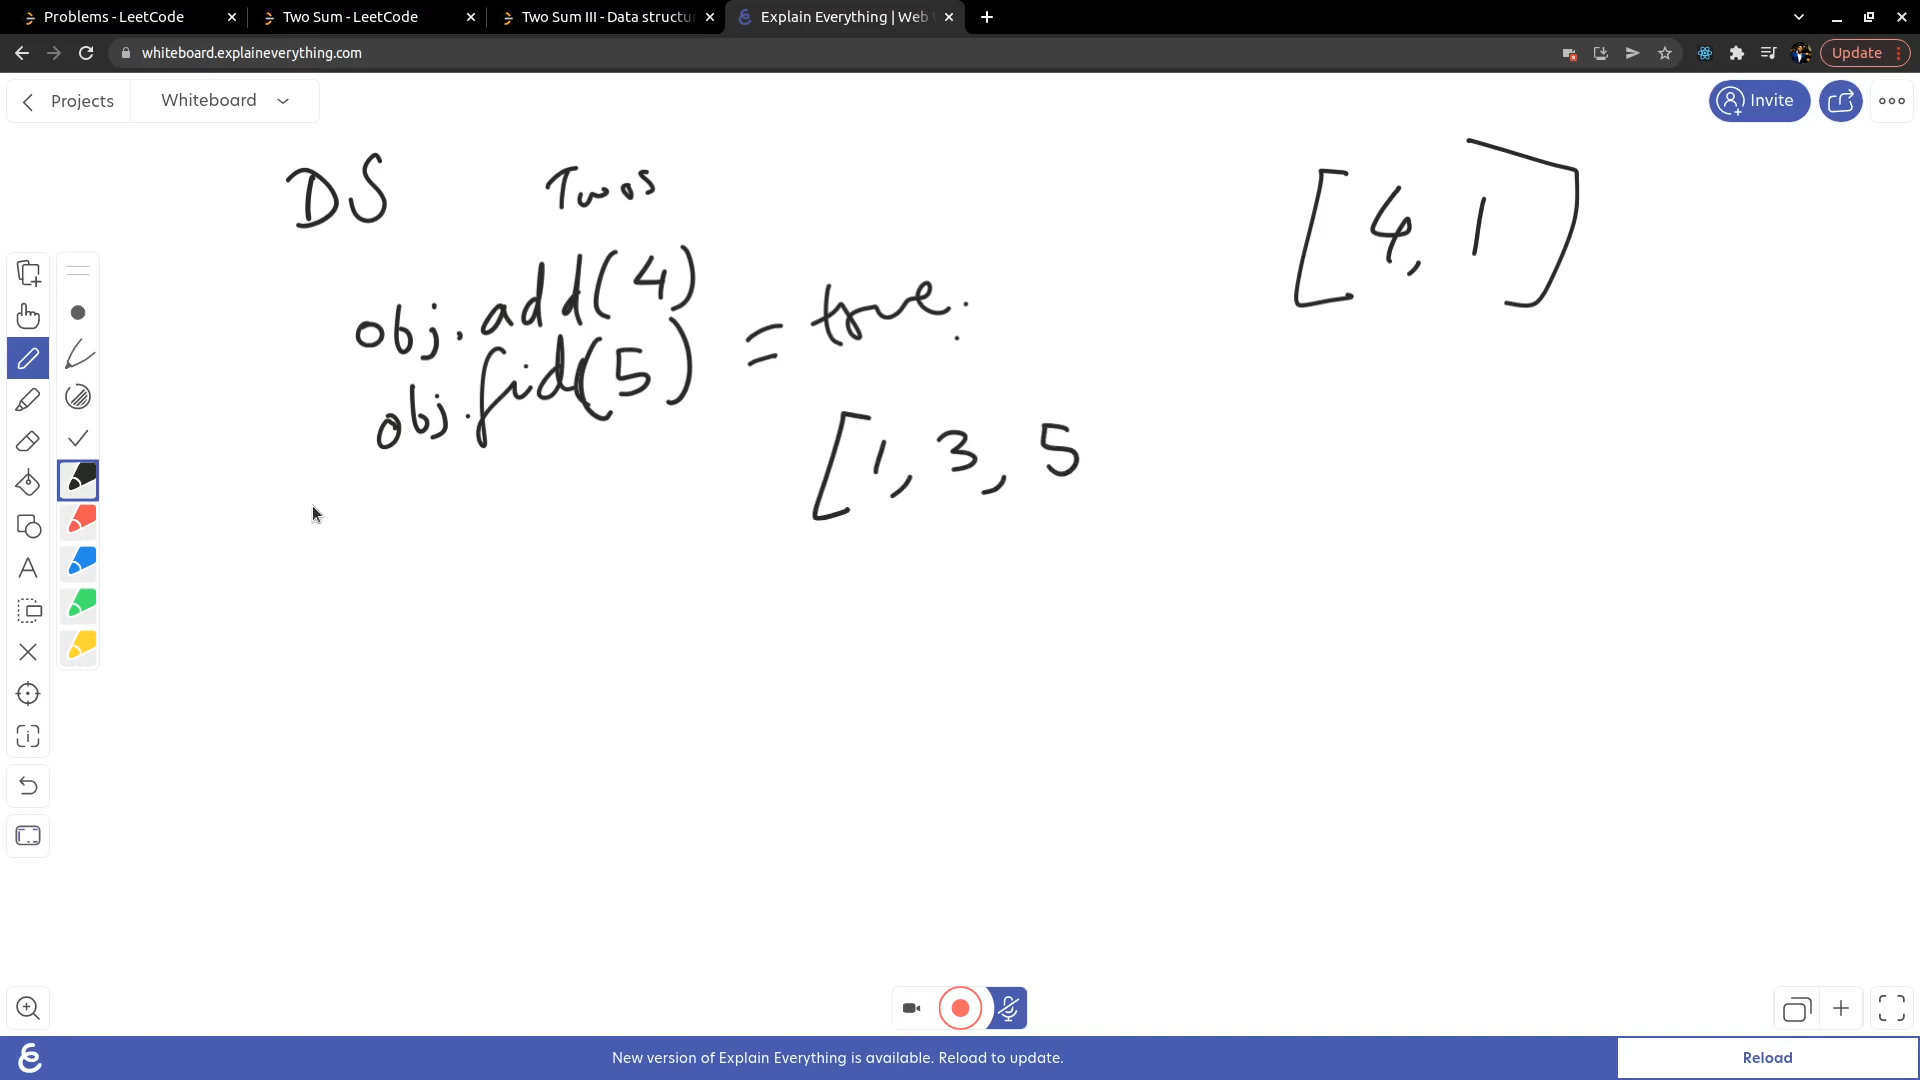 Problems - LeetCode
Two Sum - LeetCode
Two Sum III - Data structu
Explain Everything | Web
whiteboard.explaineverything.com
Update
Projects
Whiteboard
Invite
DS
[4, 1]
obj.add(4)
obj.fid(5) = true.
[1, 3, 5
A
New version of Explain Everything is available. Reload to update.
Reload